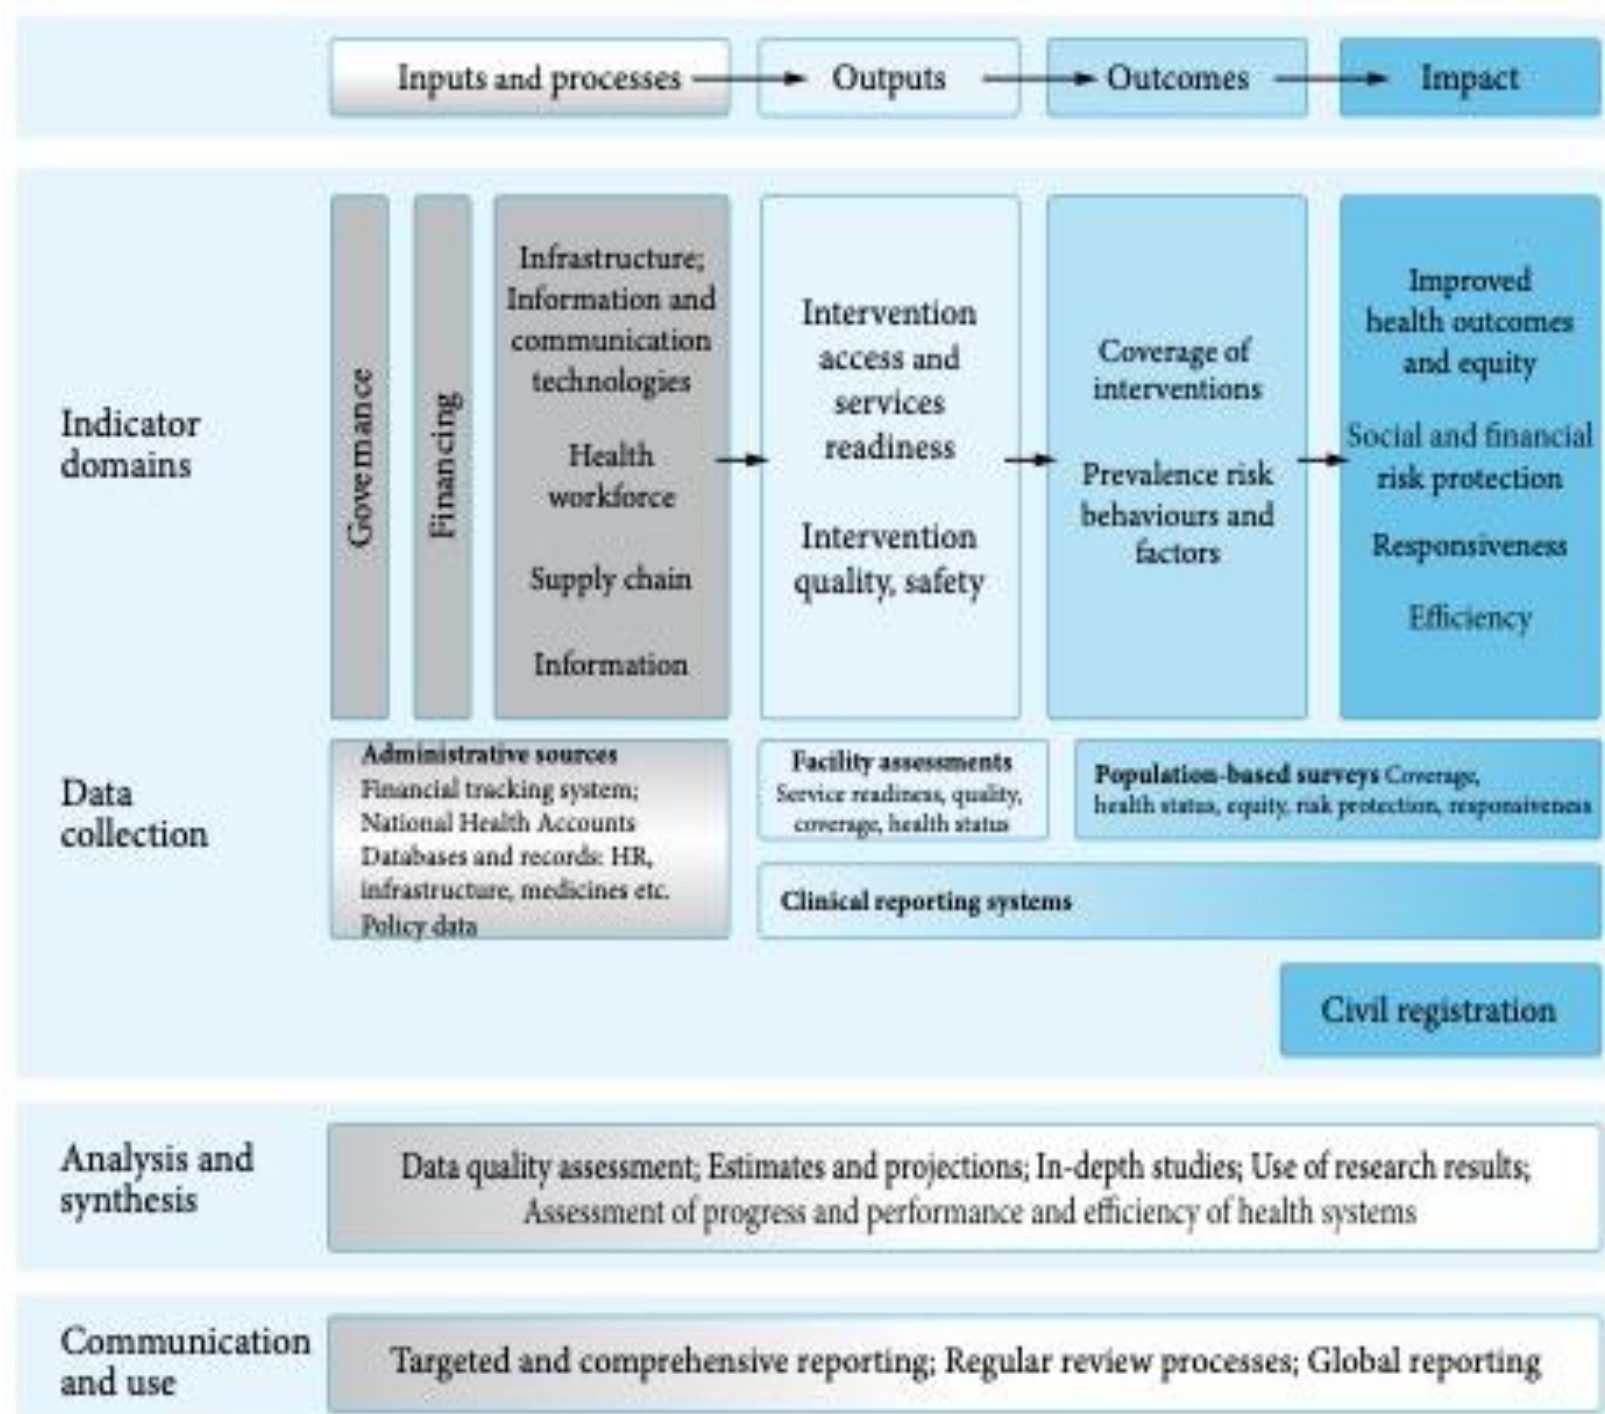 Inputs and processes
Outputs
Outcomes
Impact
Indicator
domains
Governance
Financing
Infrastructure;
Information and
communication
technologies
Health
workforce
Supply chain
Information
Intervention
access and
services
readiness
Intervention
quality, safety
Coverage of
interventions
Prevalence risk
behaviours and
factors
Improved
health outcomes
and equity
Social and financial
risk protection
Responsiveness
Efficiency
Data
collection
Administrative sources
Financial tracking system;
National Health Accounts
Databases and records: HR,
infrastructure, medicines etc.
Policy data
Facility assessments
Service readiness, quality,
coverage, health status
Population-based surveys Coverage,
health status, equity, risk protection, responsiveness
Clinical reporting systems
Civil registration
Analysis and
synthesis
Data quality assessment; Estimates and projections; In-depth studies; Use of research results;
Assessment of progress and performance and efficiency of health systems
Communication
and use
Targeted and comprehensive reporting; Regular review processes; Global reporting